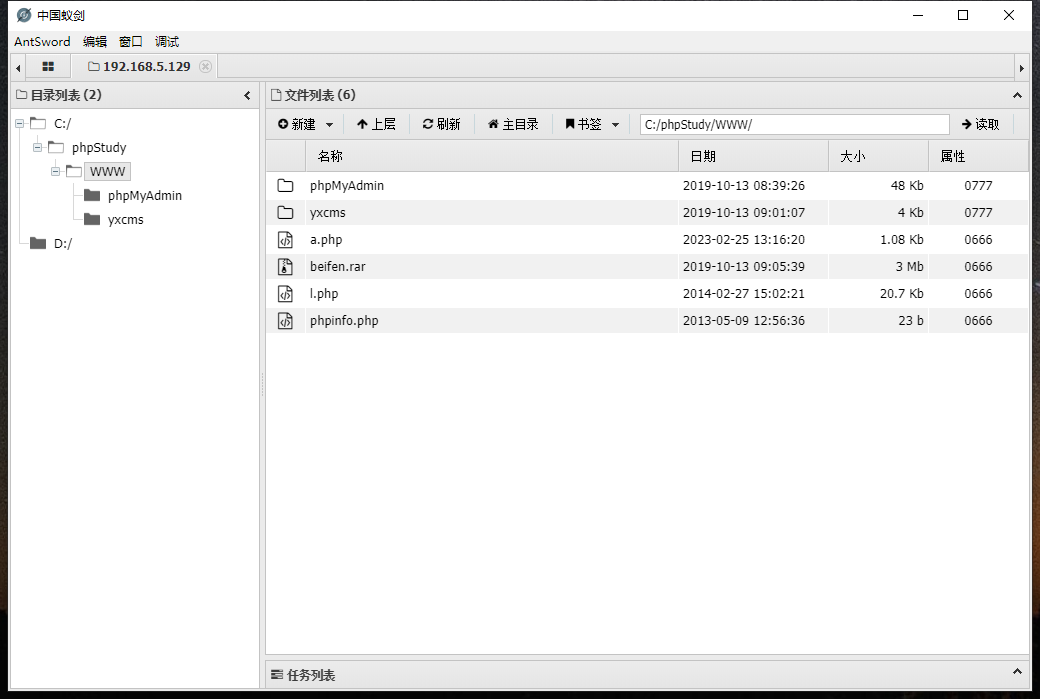 中国蚁剑
AntSword 编辑 窗口 调试
192.168.5.129
目录列表 (2)
C:/
phpStudy
WWW
phpMyAdmin
yxcms
D:/
文件列表 (6)
新建 上层 刷新 主目录 书签 C:/phpStudy/WWW/ 读取
名称 日期 大小 属性
phpMyAdmin 2019-10-13 08:39:26 48 Kb 0777
yxcms 2019-10-13 09:01:07 4 Kb 0777
a.php 2023-02-25 13:16:20 1.08 Kb 0666
beifen.rar 2019-10-13 09:05:39 3 Mb 0666
l.php 2014-02-27 15:02:21 20.7 Kb 0666
phpinfo.php 2013-05-09 12:56:36 23 b 0666
任务列表